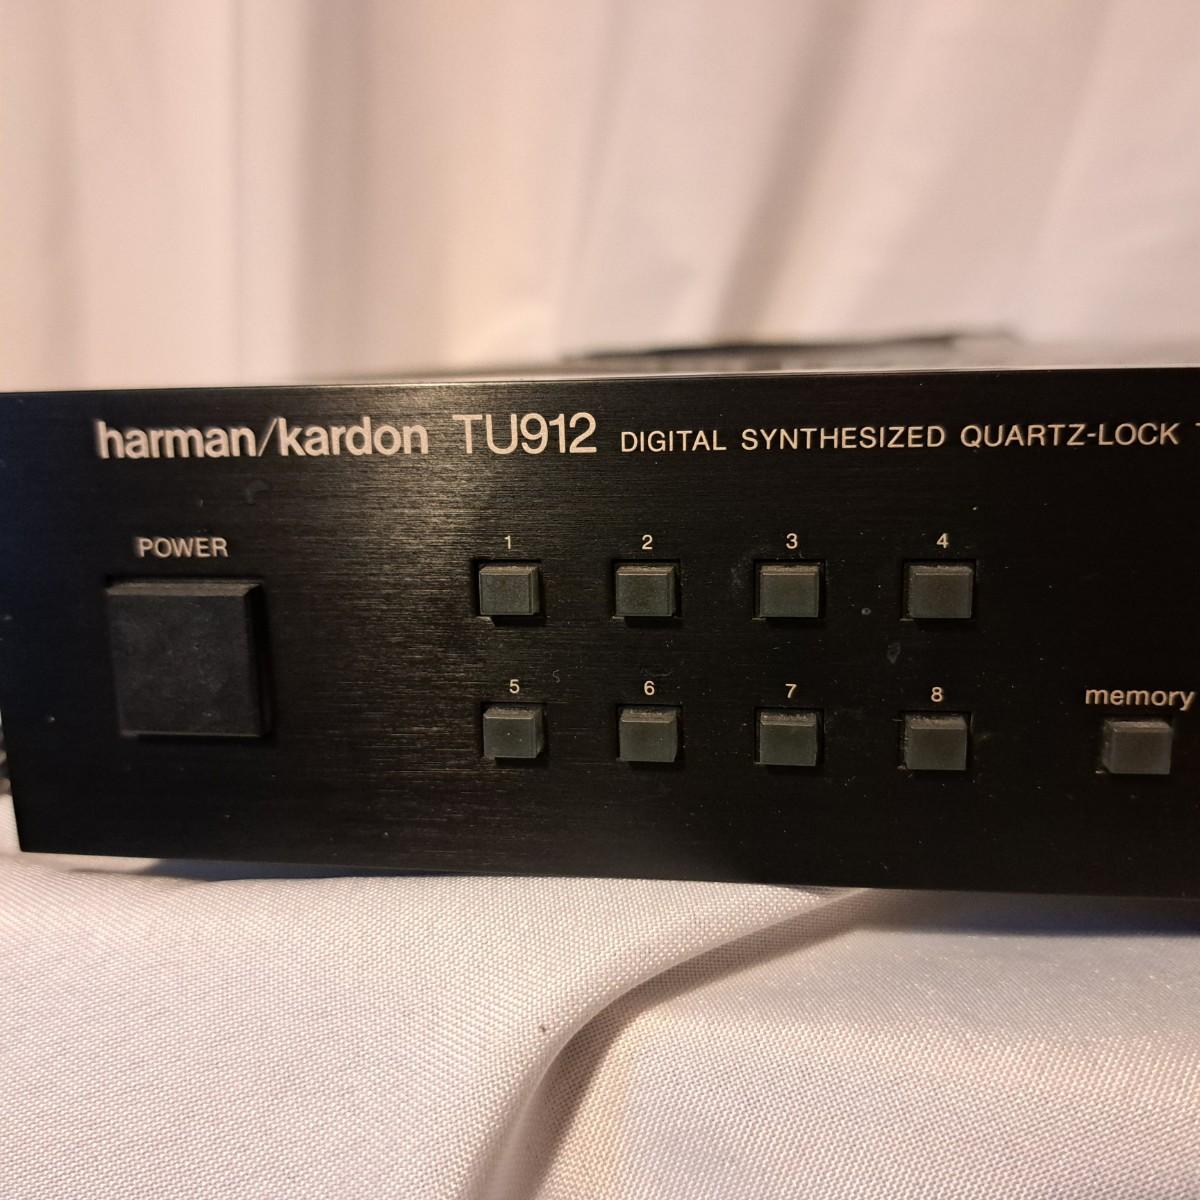 harman/kardon TU912 DIGITAL SYNTHESIZED QUARTZ-LOCK
POWER
1 2 3 4
5 6 7 8
memory